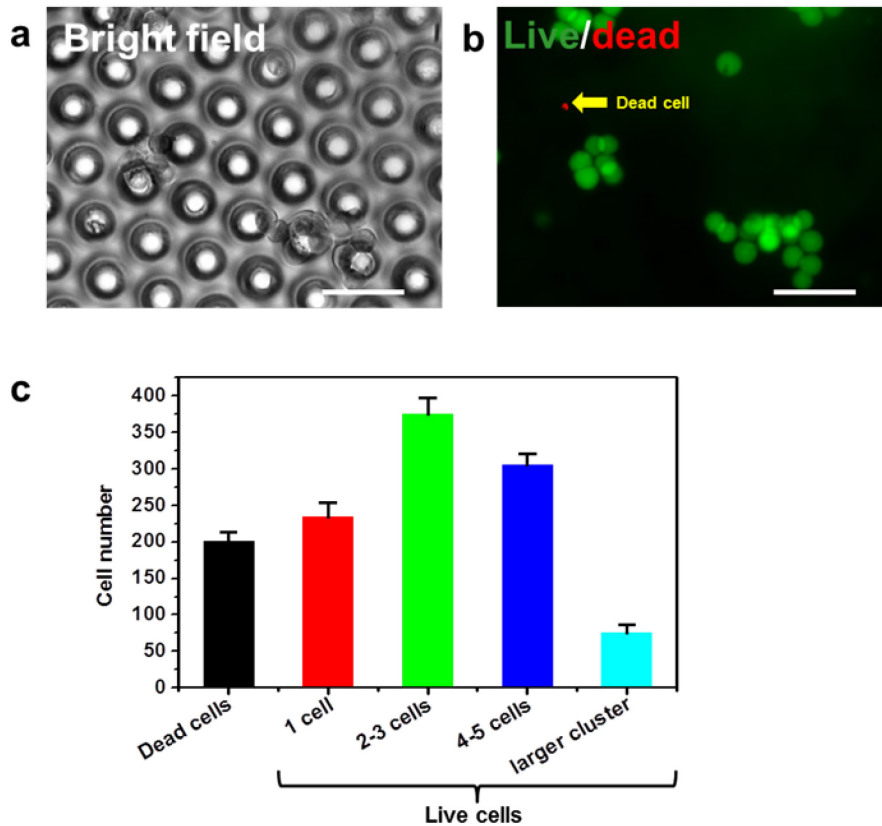 a
Bright field
b
Live/dead
Dead cell
c
Cell number
400
350
300
250
200
150
100
50
0
Dead cells
1 cell
2-3 cells
4-5 cells
larger cluster
Live cells